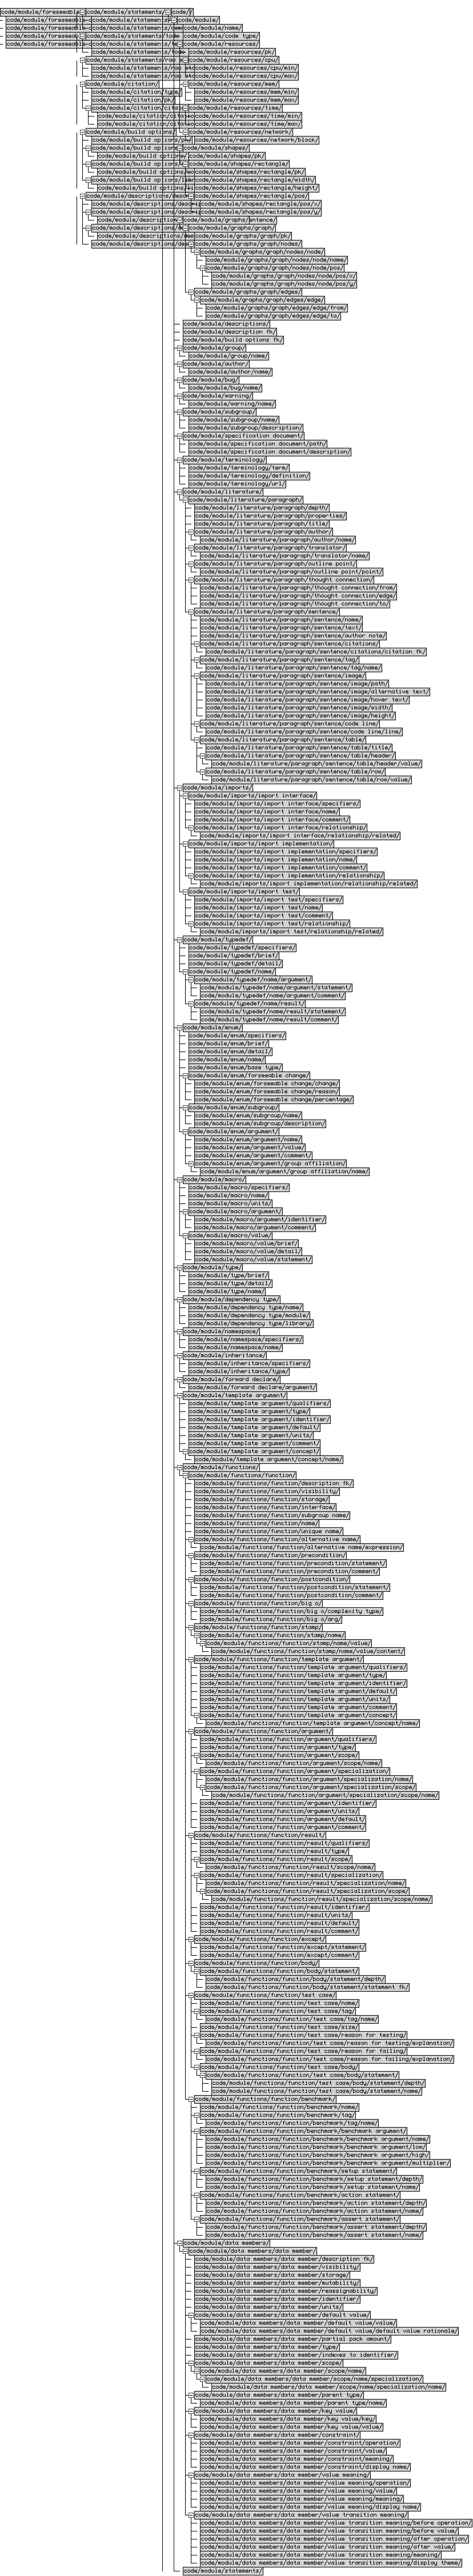 code/module/foreseeable
code/module/statements/
code/
code/module/foreseeable
code/module/statements
code/module/
code/module/foreseeable
code/module/statements
code/module/name/
code/module/foreseeable
code/module/statements
code/module/code type/
code/module/foreseeable
code/module/statements
code/module/resources/
code/module/statements
code/module/resources/pk/
code/module/statements/
code/module/resources/cpu/
code/module/statements
code/module/resources/cpu/min/
code/module/statements
code/module/resources/cpu/max/
code/module/citation/
code/module/resources/mem/
code/module/citation/type/
code/module/resources/mem/min/
code/module/citation/pk/
code/module/resources/mem/max/
code/module/citation/
code/module/resources/time/
code/module/citation/
code/module/resources/time/min/
code/module/citation/
code/module/resources/time/max/
code/module/build options/
code/module/resources/network/
code/module/build options/
code/module/resources/network/block/
code/module/build options/
code/module/shapes/
code/module/build options/
code/module/shapes/pk/
code/module/build options/
code/module/shapes/rectangle/
code/module/build options/
code/module/shapes/rectangle/pk/
code/module/build options/
code/module/shapes/rectangle/width/
code/module/build options/
code/module/shapes/rectangle/height/
code/module/descriptions/
code/module/shapes/rectangle/pos/
code/module/descriptions/
code/module/shapes/rectangle/pos/x/
code/module/descriptions/
code/module/shapes/rectangle/pos/y/
code/module/descriptions
code/module/graphs/
code/module/descriptions/
code/module/graphs/graph/
code/module/descriptions/
code/module/graphs/graph/pk/
code/module/descriptions/
code/module/graphs/graph/nodes/
code/module/graphs/graph/nodes/node/
code/module/graphs/graph/nodes/node/name/
code/module/graphs/graph/nodes/node/pos/
code/module/graphs/graph/nodes/node/pos/x/
code/module/graphs/graph/nodes/node/pos/y/
code/module/graphs/graph/edges/
code/module/graphs/graph/edges/edge/
code/module/graphs/graph/edges/edge/from/
code/module/graphs/graph/edges/edge/to/
code/module/descriptions/
code/module/description fk/
code/module/build options fk/
code/module/group/
code/module/group/name/
code/module/author/
code/module/author/name/
code/module/bug/
code/module/bug/name/
code/module/warning/
code/module/warning/name/
code/module/subgroup/
code/module/subgroup/name/
code/module/subgroup/description/
code/module/specification document/
code/module/specification document/path/
code/module/specification document/description/
code/module/terminology/
code/module/terminology/term/
code/module/terminology/definition/
code/module/terminology/url/
code/module/literature/
code/module/literature/paragraph/
code/module/literature/paragraph/depth/
code/module/literature/paragraph/properties/
code/module/literature/paragraph/title/
code/module/literature/paragraph/author/
code/module/literature/paragraph/author/name/
code/module/literature/paragraph/translator/
code/module/literature/paragraph/translator/name/
code/module/literature/paragraph/outline point/
code/module/literature/paragraph/outline point/point/
code/module/literature/paragraph/thought connection/
code/module/literature/paragraph/thought connection/from/
code/module/literature/paragraph/thought connection/edge/
code/module/literature/paragraph/thought connection/to/
code/module/literature/paragraph/sentence/
code/module/literature/paragraph/sentence/name/
code/module/literature/paragraph/sentence/text/
code/module/literature/paragraph/sentence/author note/
code/module/literature/paragraph/sentence/citations/
code/module/literature/paragraph/sentence/citations/citation fk/
code/module/literature/paragraph/sentence/tag/
code/module/literature/paragraph/sentence/tag/name/
code/module/literature/paragraph/sentence/image/
code/module/literature/paragraph/sentence/image/path/
code/module/literature/paragraph/sentence/image/alternative text/
code/module/literature/paragraph/sentence/image/hover text/
code/module/literature/paragraph/sentence/image/width/
code/module/literature/paragraph/sentence/image/height/
code/module/literature/paragraph/sentence/code line/
code/module/literature/paragraph/sentence/code line/line/
code/module/literature/paragraph/sentence/table/
code/module/literature/paragraph/sentence/table/title/
code/module/literature/paragraph/sentence/table/header/
code/module/literature/paragraph/sentence/table/header/value/
code/module/literature/paragraph/sentence/table/row/
code/module/literature/paragraph/sentence/table/row/value/
code/module/imports/
code/module/imports/import interface/
code/module/imports/import interface/specifiers/
code/module/imports/import interface/name/
code/module/imports/import interface/comment/
code/module/imports/import interface/relationship/
code/module/imports/import interface/relationship/related/
code/module/imports/import implementation/
code/module/imports/import implementation/specifiers/
code/module/imports/import implementation/name/
code/module/imports/import implementation/comment/
code/module/imports/import implementation/relationship/
code/module/imports/import implementation/relationship/related/
code/module/imports/import test/
code/module/imports/import test/specifiers/
code/module/imports/import test/name/
code/module/imports/import test/comment/
code/module/imports/import test/relationship/
code/module/imports/import test/relationship/related/
code/module/typedef/
code/module/typedef/specifiers/
code/module/typedef/brief/
code/module/typedef/detail/
code/module/typedef/name/
code/module/typedef/name/argument/
code/module/typedef/name/argument/statement/
code/module/typedef/name/argument/comment/
code/module/typedef/name/result/
code/module/typedef/name/result/statement/
code/module/typedef/name/result/comment/
code/module/enum/
code/module/enum/specifiers/
code/module/enum/brief/
code/module/enum/detail/
code/module/enum/name/
code/module/enum/base type/
code/module/enum/forseeable change/
code/module/enum/forseeable change/change/
code/module/enum/forseeable change/reason/
code/module/enum/forseeable change/percentage/
code/module/enum/subgroup/
code/module/enum/subgroup/name/
code/module/enum/subgroup/description/
code/module/enum/argument/
code/module/enum/argument/name/
code/module/enum/argument/value/
code/module/enum/argument/comment/
code/module/enum/argument/group affiliation/
code/module/enum/argument/group affiliation/name/
code/module/macro/
code/module/macro/specifiers/
code/module/macro/name/
code/module/macro/units/
code/module/macro/argument/
code/module/macro/argument/identifier/
code/module/macro/argument/comment/
code/module/macro/value/
code/module/macro/value/brief/
code/module/macro/value/detail/
code/module/macro/value/statement/
code/module/type/
code/module/type/brief/
code/module/type/detail/
code/module/type/name/
code/module/dependency type/
code/module/dependency type/name/
code/module/dependency type/module/
code/module/dependency type/library/
code/module/namespace/
code/module/namespace/specifiers/
code/module/namespace/name/
code/module/inheritance/
code/module/inheritance/specifiers/
code/module/inheritance/type/
code/module/forward declare/
code/module/forward declare/argument/
code/module/template argument/
code/module/template argument/qualifiers/
code/module/template argument/type/
code/module/template argument/identifier/
code/module/template argument/default/
code/module/template argument/units/
code/module/template argument/comment/
code/module/template argument/concept/
code/module/template argument/concept/name/
code/module/functions/
code/module/functions/function/
code/module/functions/function/description fk/
code/module/functions/function/visibility/
code/module/functions/function/storage/
code/module/functions/function/interface/
code/module/functions/function/subgroup name/
code/module/functions/function/name/
code/module/functions/function/unique name/
code/module/functions/function/alternative name/
code/module/functions/function/alternative name/expression/
code/module/functions/function/precondition/
code/module/functions/function/precondition/statement/
code/module/functions/function/precondition/comment/
code/module/functions/function/postcondition/
code/module/functions/function/postcondition/statement/
code/module/functions/function/postcondition/comment/
code/module/functions/function/big o/
code/module/functions/function/big o/complexity type/
code/module/functions/function/big o/arg/
code/module/functions/function/stamp/
code/module/functions/function/stamp/name/
code/module/functions/function/stamp/name/value/
code/module/functions/function/stamp/name/value/content/
code/module/functions/function/template argument/
code/module/functions/function/template argument/qualifiers/
code/module/functions/function/template argument/type/
code/module/functions/function/template argument/identifier/
code/module/functions/function/template argument/default/
code/module/functions/function/template argument/units/
code/module/functions/function/template argument/comment/
code/module/functions/function/template argument/concept/
code/module/functions/function/template argument/concept/name/
code/module/functions/function/argument/
code/module/functions/function/argument/qualifiers/
code/module/functions/function/argument/type/
code/module/functions/function/argument/scope/
code/module/functions/function/argument/scope/name/
code/module/functions/function/argument/specialization/
code/module/functions/function/argument/specialization/name/
code/module/functions/function/argument/specialization/scope/
code/module/functions/function/argument/specialization/scope/name/
code/module/functions/function/argument/identifier/
code/module/functions/function/argument/units/
code/module/functions/function/argument/default/
code/module/functions/function/argument/comment/
code/module/functions/function/result/
code/module/functions/function/result/qualifiers/
code/module/functions/function/result/type/
code/module/functions/function/result/scope/
code/module/functions/function/result/scope/name/
code/module/functions/function/result/specialization/
code/module/functions/function/result/specialization/name/
code/module/functions/function/result/specialization/scope/
code/module/functions/function/result/specialization/scope/name/
code/module/functions/function/result/identifier/
code/module/functions/function/result/units/
code/module/functions/function/result/default/
code/module/functions/function/result/comment/
code/module/functions/function/except/
code/module/functions/function/except/statement/
code/module/functions/function/except/comment/
code/module/functions/function/body/
code/module/functions/function/body/statement/
code/module/functions/function/body/statement/depth/
code/module/functions/function/body/statement/statement fk/
code/module/functions/function/test case/
code/module/functions/function/test case/name/
code/module/functions/function/test case/tag/
code/module/functions/function/test case/tag/name/
code/module/functions/function/test case/size/
code/module/functions/function/test case/reason for testing/
code/module/functions/function/test case/reason for testing/explanation/
code/module/functions/function/test case/reason for failing/
code/module/functions/function/test case/reason for failing/explanation/
code/module/functions/function/test case/body/
code/module/functions/function/test case/body/statement/
code/module/functions/function/test case/body/statement/depth/
code/module/functions/function/test case/body/statement/name/
code/module/functions/function/benchmark/
code/module/functions/function/benchmark/name/
code/module/functions/function/benchmark/tag/
code/module/functions/function/benchmark/tag/name/
code/module/functions/function/benchmark/benchmark argument/
code/module/functions/function/benchmark/benchmark argument/name/
code/module/functions/function/benchmark/benchmark argument/low/
code/module/functions/function/benchmark/benchmark argument/high/
code/module/functions/function/benchmark/benchmark argument/multiplier/
code/module/functions/function/benchmark/setup statement/
code/module/functions/function/benchmark/setup statement/depth/
code/module/functions/function/benchmark/setup statement/name/
code/module/functions/function/benchmark/action statement/
code/module/functions/function/benchmark/action statement/depth/
code/module/functions/function/benchmark/action statement/name/
code/module/functions/function/benchmark/assert statement/
code/module/functions/function/benchmark/assert statement/depth/
code/module/functions/function/benchmark/assert statement/name/
code/module/data members/
code/module/data members/data member/
code/module/data members/data member/description fk/
code/module/data members/data member/visibility/
code/module/data members/data member/storage/
code/module/data members/data member/mutability/
code/module/data members/data member/reassignability/
code/module/data members/data member/identifier/
code/module/data members/data member/units/
code/module/data members/data member/default value/
code/module/data members/data member/default value/value/
code/module/data members/data member/default value/default value rationale/
code/module/data members/data member/partial pack amount/
code/module/data members/data member/type/
code/module/data members/data member/indexes to identifier/
code/module/data members/data member/scope/
code/module/data members/data member/scope/name/
code/module/data members/data member/scope/name/specialization/
code/module/data members/data member/scope/name/specialization/name/
code/module/data members/data member/parent type/
code/module/data members/data member/parent type/name/
code/module/data members/data member/key value/
code/module/data members/data member/key value/key/
code/module/data members/data member/key value/value/
code/module/data members/data member/constraint/
code/module/data members/data member/constraint/operation/
code/module/data members/data member/constraint/value/
code/module/data members/data member/constraint/meaning/
code/module/data members/data member/constraint/display name/
code/module/data members/data member/value meaning/
code/module/data members/data member/value meaning/operation/
code/module/data members/data member/value meaning/value/
code/module/data members/data member/value meaning/meaning/
code/module/data members/data member/value meaning/display name/
code/module/data members/data member/value transition meaning/
code/module/data members/data member/value transition meaning/before operation/
code/module/data members/data member/value transition meaning/before value/
code/module/data members/data member/value transition meaning/after operation/
code/module/data members/data member/value transition meaning/after value/
code/module/data members/data member/value transition meaning/meaning/
code/module/data members/data member/value transition meaning/display theme/
code/module/statements/